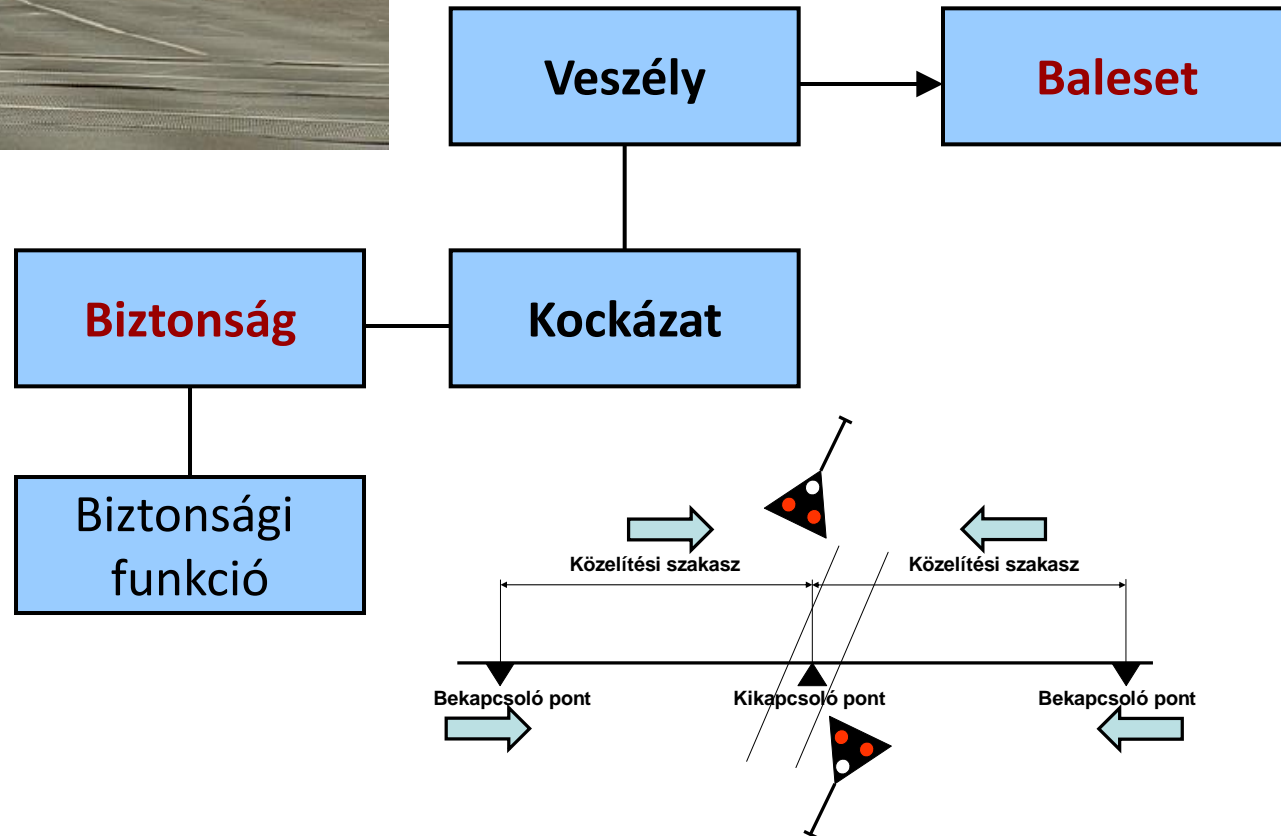 Veszély
Baleset
Biztonság
Kockázat
Biztonsági
funkció
Közelítési szakasz
Közelítési szakasz
Bekapcsoló pont
Kikapcsoló pont
Bekapcsoló pont